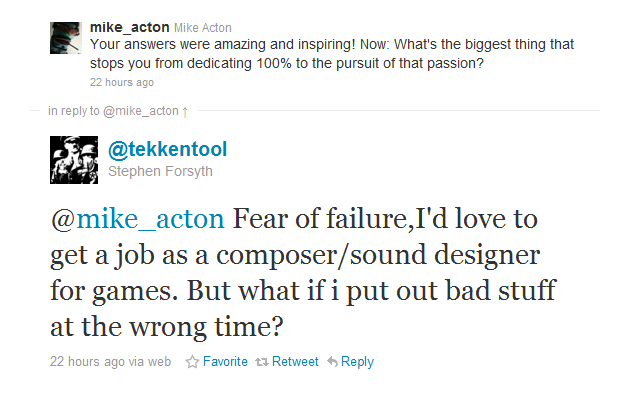 mike_acton Mike Acton
Your answers were amazing and inspiring! Now: What's the biggest thing that
stops you from dedicating 100% to the pursuit of that passion?
22 hours ago
in reply to @mike_acton ↑
@tekkentool
Stephen Forsyth
@mike_acton Fear of failure,I'd love to
get a job as a composer/sound designer
for games. But what if i put out bad stuff
at the wrong time?
22 hours ago via web Favorite Retweet Reply